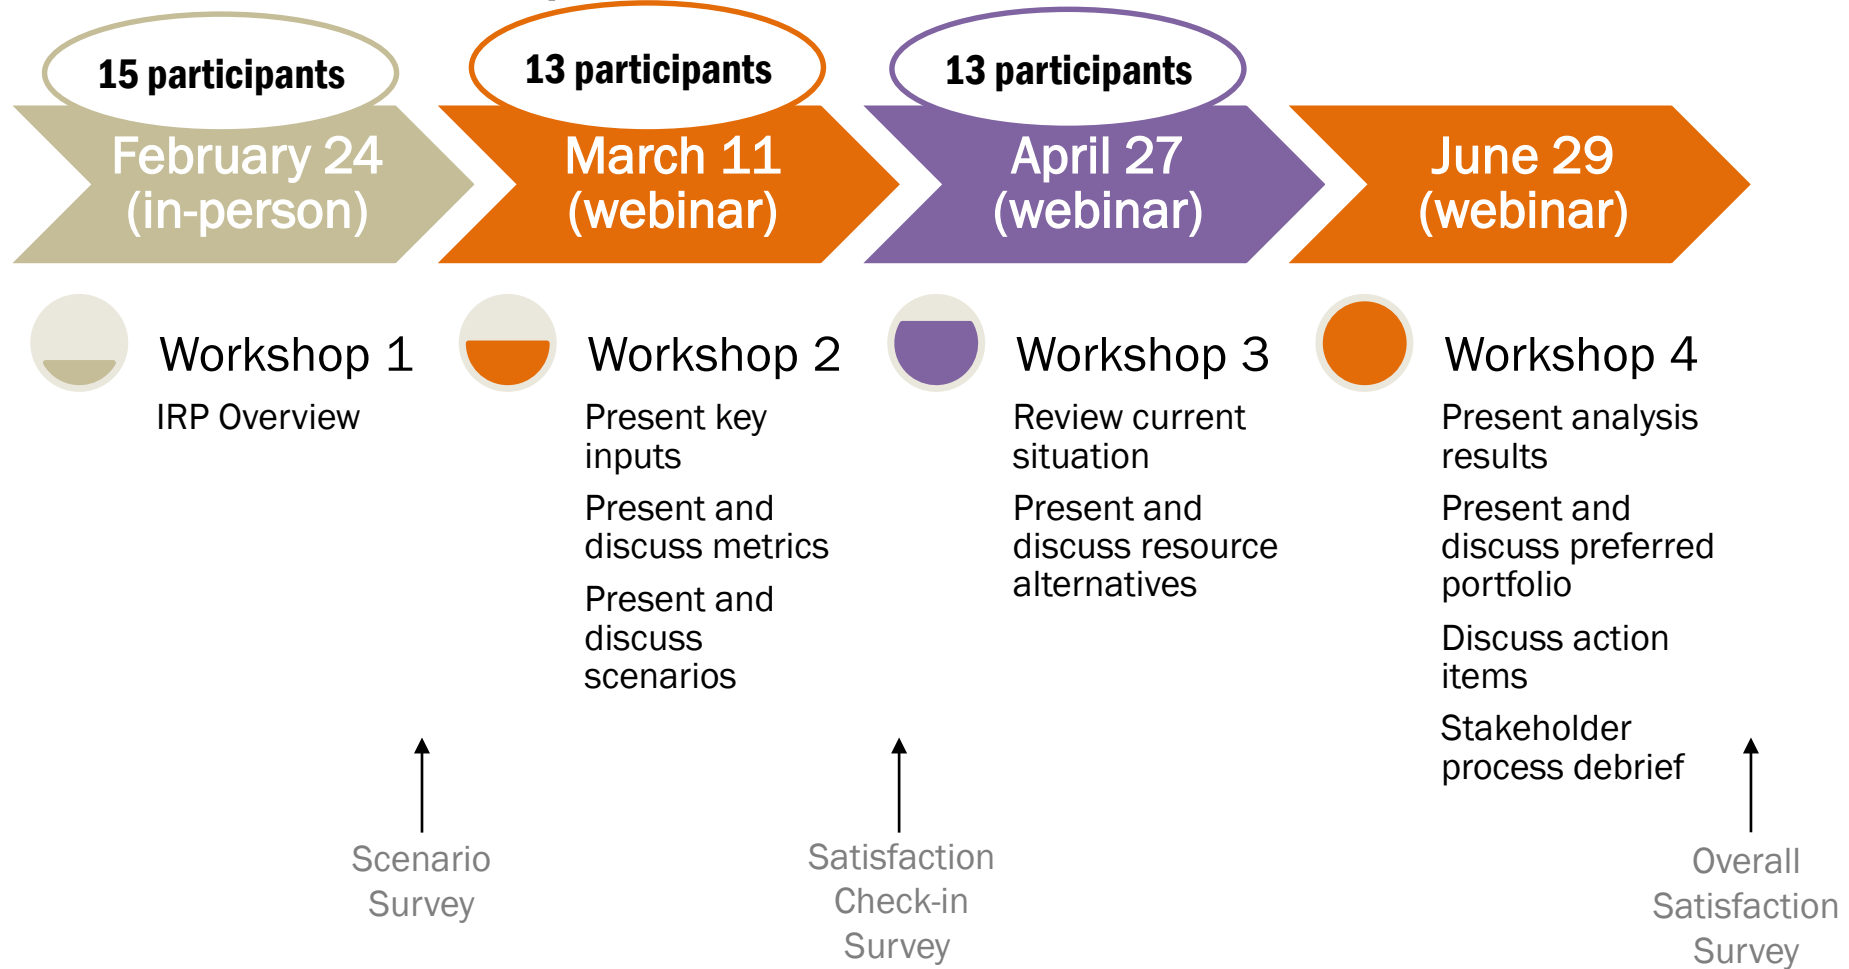 15 participants
13 participants
13 participants
February 24
(in-person)
March 11
(webinar)
April 27
(webinar)
June 29
(webinar)
Workshop 1
IRP Overview
Workshop 2
Present key
inputs
Present and
discuss metrics
Present and
discuss
scenarios
Workshop 3
Review current
situation
Present and
discuss resource
alternatives
Workshop 4
Present analysis
results
Present and
discuss preferred
portfolio
Discuss action
items
Stakeholder
process debrief
Scenario
Survey
Satisfaction
Check-in
Survey
Overall
Satisfaction
Survey